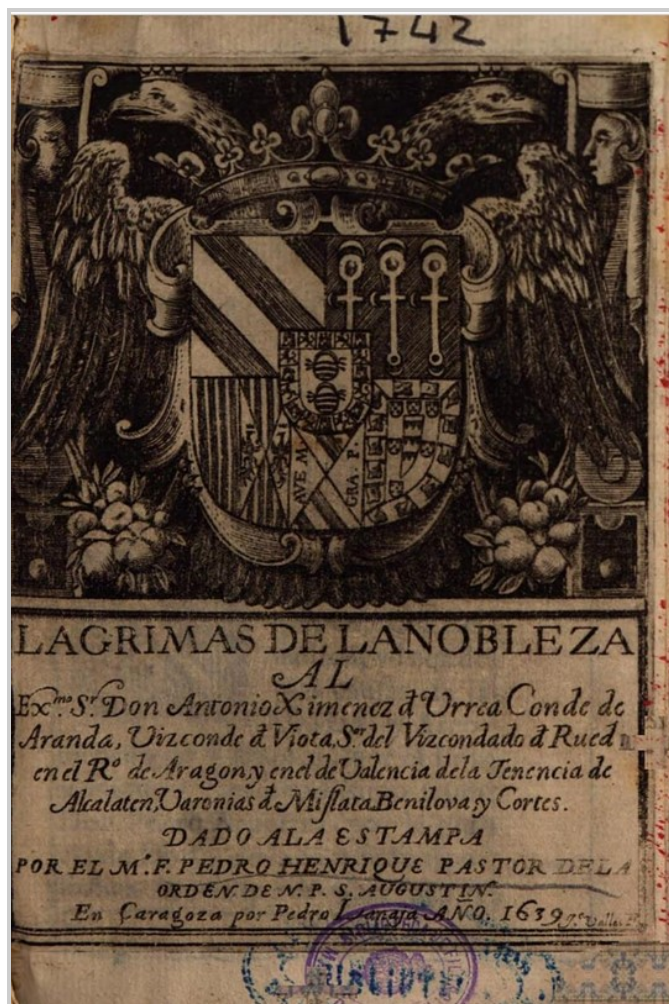 1742
AVE M.
GRA. P.
LAGRIMAS DE LA NOBLEZA
AL
Ex.mo S.r Don Antonio Ximenez đ Urrea Conde de
Aranda, Vizconde đ Viota, S.or del Vizcondado đ Rued
en el R.o de Aragon, y en el de Valencia de la Tenencia de
Alcalaten, Varonias đ Mislata, Benilova, y Cortes.
DADO A LA ESTAMPA
POR EL M.o F. PEDRO HENRIQUE PASTOR DE LA
ORDEN DE N. P. S. AUGUSTIN.
En Çaragoza por Pedro Lanaja AÑO. 1639